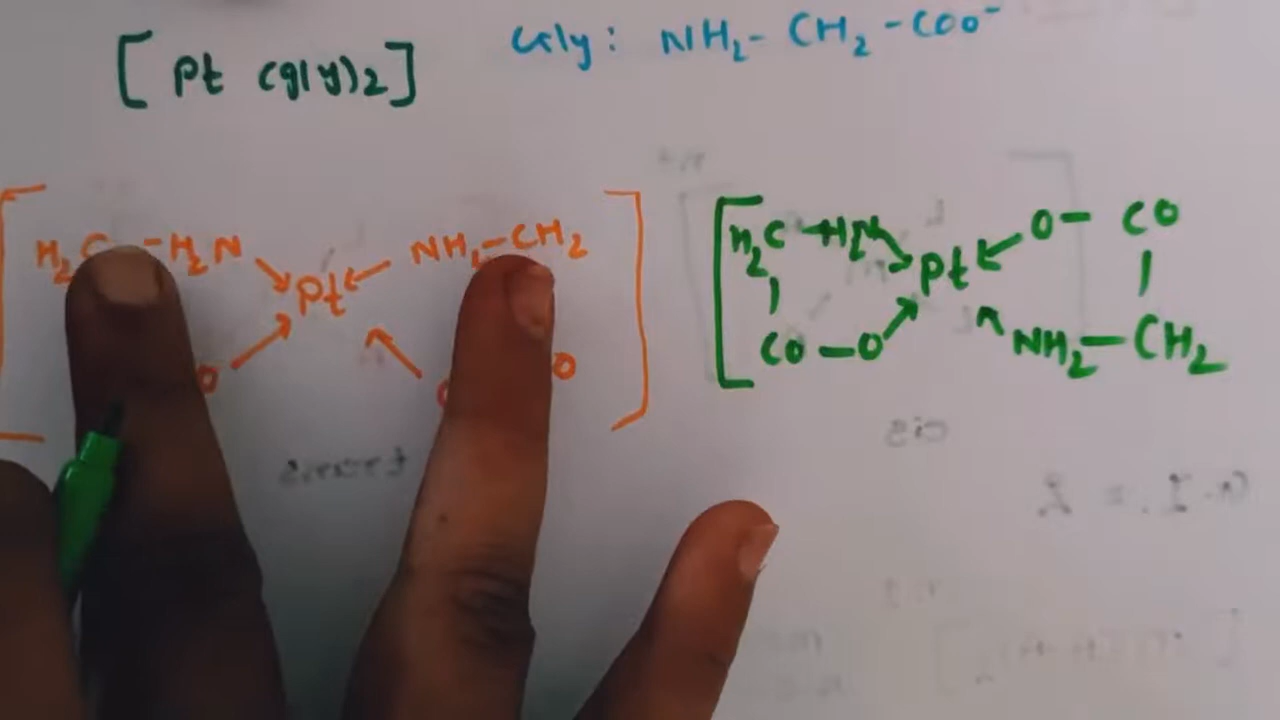 [ Pt (gly)2 ] Gly : NH2 - CH2 - COO-
H2C - H2N Pt NH2 - CH2 H2C - H2N Pt O - CO
O O CO - O NH2 - CH2